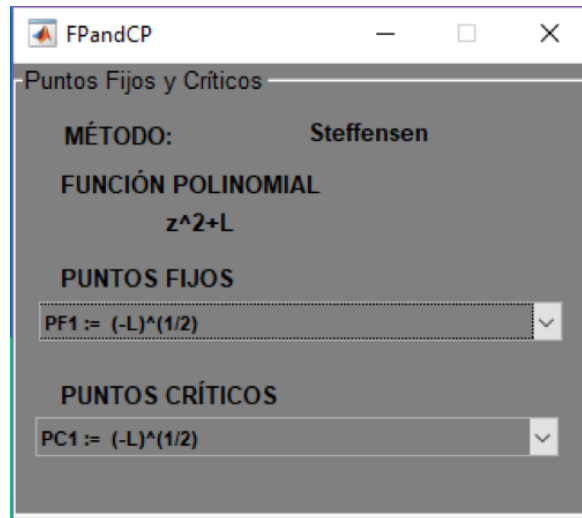 FPandCP
Puntos Fijos y Críticos
MÉTODO: Steffensen
FUNCIÓN POLINOMIAL
z^2+L
PUNTOS FIJOS
PF1 := (-L)^(1/2)
PUNTOS CRÍTICOS
PC1 := (-L)^(1/2)